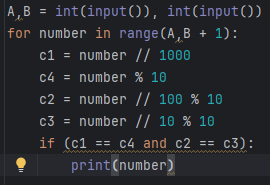 A,B = int(input()), int(input())
for number in range(A,B + 1):
    c1 = number // 1000
    c4 = number % 10
    c2 = number // 100 % 10
    c3 = number // 10 % 10
    if (c1 == c4 and c2 == c3):
        print(number)